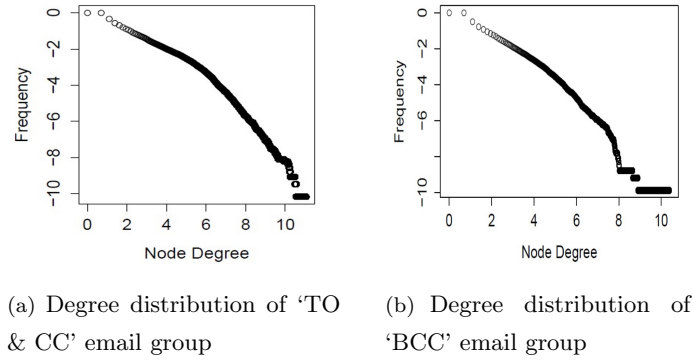 0
−2
−4
−6
−8
−10
Frequency
0 2 4 6 8 10
Node Degree
0
−2
−4
−6
−10
Frequency
0 2 4 6 8 10
Node Degree
(a) Degree distribution of ‘TO
& CC’ email group
(b) Degree distribution of
‘BCC’ email group